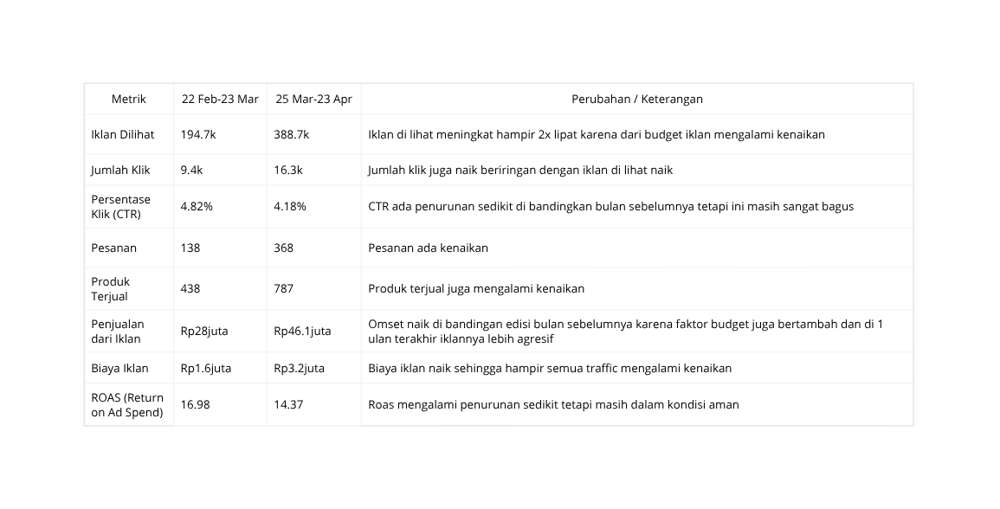 Metrik 22 Feb-23 Mar 25 Mar-23 Apr Perubahan / Keterangan
Iklan Dilihat 194.7k 388.7k Iklan di lihat meningkat hampir 2x lipat karena dari budget iklan mengalami kenaikan
Jumlah Klik 9.4k 16.3k Jumlah klik juga naik beriringan dengan iklan di lihat naik
Persentase
Klik (CTR) 4.82% 4.18% CTR ada penurunan sedikit di bandingkan bulan sebelumnya tetapi ini masih sangat bagus
Pesanan 138 368 Pesanan ada kenaikan
Produk
Terjual 438 787 Produk terjual juga mengalami kenaikan
Penjualan
dari Iklan Rp28juta Rp46.1juta Omset naik di bandingan edisi bulan sebelumnya karena faktor budget juga bertambah dan di 1
ulan terakhir iklannya lebih agresif
Biaya Iklan Rp1.6juta Rp3.2juta Biaya iklan naik sehingga hampir semua traffic mengalami kenaikan
ROAS (Return
on Ad Spend) 16.98 14.37 Roas mengalami penurunan sedikit tetapi masih dalam kondisi aman